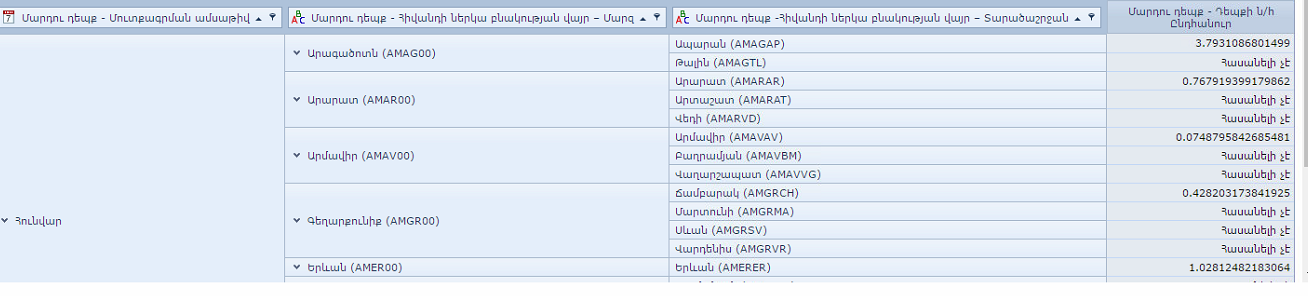 Մարդու դեպք - Մուտքագրման ամսաթիվ
Մարդու դեպք - Հիվանդի ներկա բնակության վայր – Մարզ
Մարդու դեպք -Հիվանդի ներկա բնակության վայր – Տարածաշրջան
Մարդու դեպք - Դեպքի ն/հ
Ընդհանուր
Հունվար
Արագածոտն (AMAG00)
Ապարան (AMAGAP) 3.7931086801499
Թալին (AMAGTL) Հասանելի չէ
Արարատ (AMAR00)
Արարատ (AMARAR) 0.767919399179862
Արտաշատ (AMARAT) Հասանելի չէ
Վեդի (AMARVD) Հասանելի չէ
Արմավիր (AMAV00)
Արմավիր (AMAVAV) 0.0748795842685481
Բաղրամյան (AMAVBM) Հասանելի չէ
Վաղարշապատ (AMAVVG) Հասանելի չէ
Գեղարքունիք (AMGR00)
Ճամբարակ (AMGRCH) 0.428203173841925
Մարտունի (AMGRMA) Հասանելի չէ
Սևան (AMGRSV) Հասանելի չէ
Վարդենիս (AMGRVR) Հասանելի չէ
Երևան (AMER00)
Երևան (AMERER) 1.02812482183064